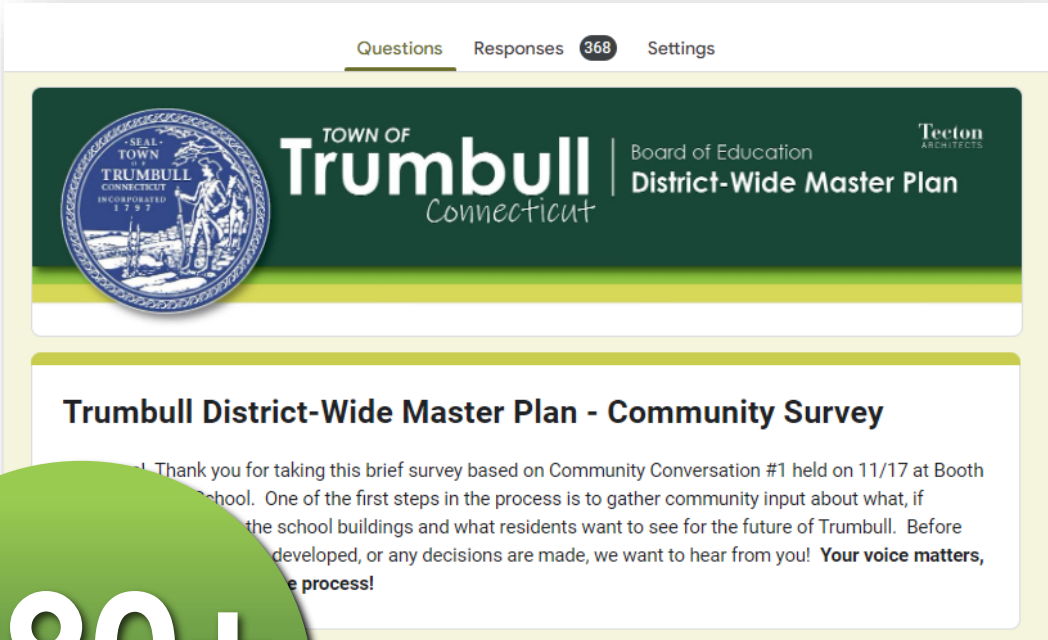 Questions Responses 368 Settings
· SEAL ·
TOWN
OF
TRUMBULL
CONNECTICUT
INCORPORATED
1797
TOWN OF
Trumbull
Connecticut
Board of Education
District-Wide Master Plan
Tecton
ARCHITECTS
Trumbull District-Wide Master Plan - Community Survey
Thank you for taking this brief survey based on Community Conversation #1 held on 11/17 at Booth
School. One of the first steps in the process is to gather community input about what, if
the school buildings and what residents want to see for the future of Trumbull. Before
developed, or any decisions are made, we want to hear from you! Your voice matters,
process!